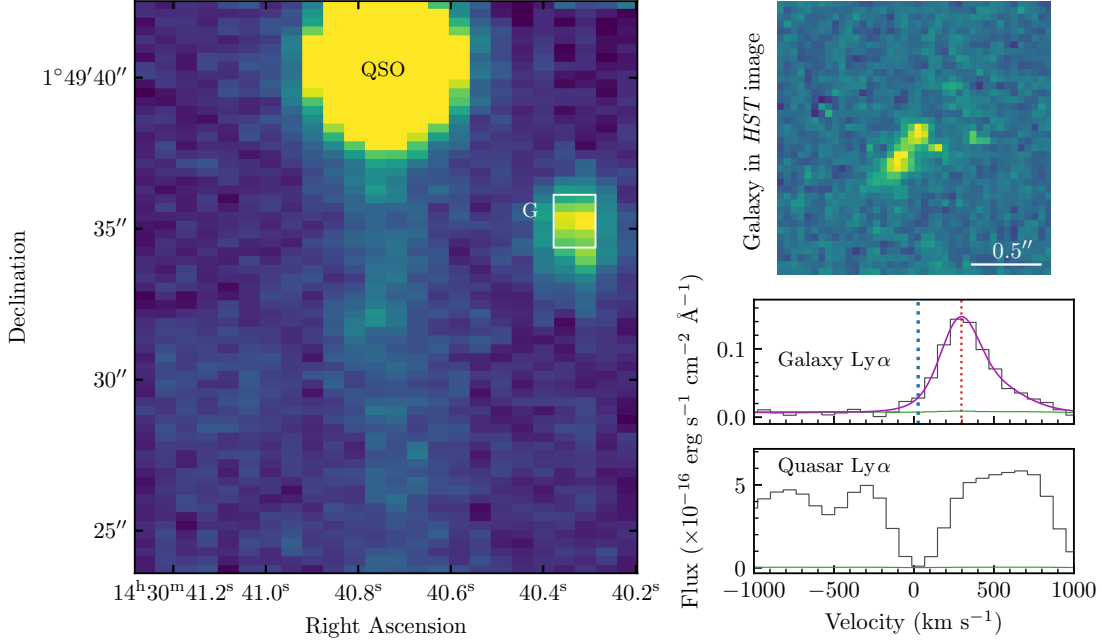 QSO
G
1°49′40″
35″
30″
25″
Declination
14ʰ30ᵐ41.2ˢ 41.0ˢ 40.8ˢ 40.6ˢ 40.4ˢ 40.2ˢ
Right Ascension
Galaxy in HST image
0.5″
Galaxy Ly α
0.1
0.0
Quasar Ly α
5
0
Flux (×10⁻¹⁶ erg s⁻¹ cm⁻² Å⁻¹)
−1000 −500 0 500 1000
Velocity (km s⁻¹)